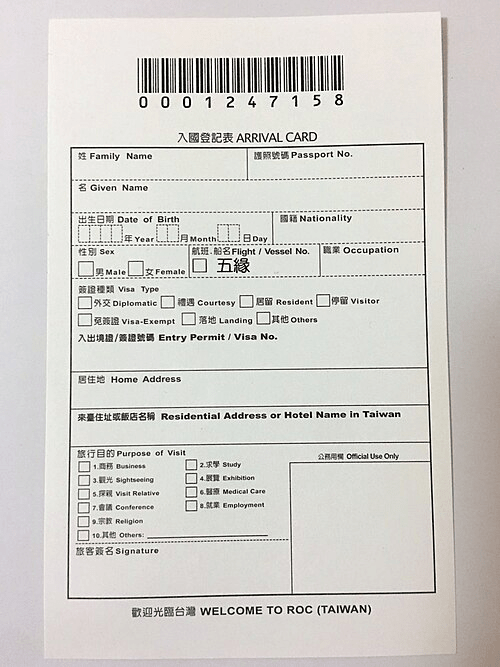 0001247158
入國登記表 ARRIVAL CARD
姓 Family Name 護照號碼 Passport No.
名 Given Name
出生日期 Date of Birth 國籍 Nationality
年 Year 月 Month 日 Day
性別 Sex 航班.船名 Flight / Vessel No. 職業 Occupation
男 Male 女 Female 五緣
簽證種類 Visa Type
外交 Diplomatic 禮遇 Courtesy 居留 Resident 停留 Visitor
免簽證 Visa-Exempt 落地 Landing 其他 Others
入出境證/簽證號碼 Entry Permit / Visa No.
居住地 Home Address
來臺住址或飯店名稱 Residential Address or Hotel Name in Taiwan
旅行目的 Purpose of Visit 公務用欄 Official Use Only
1.商務 Business 2.求學 Study
3.觀光 Sightseeing 4.展覽 Exhibition
5.探親 Visit Relative 6.醫療 Medical Care
7.會議 Conference 8.就業 Employment
9.宗教 Religion
10.其他 Others:
旅客簽名 Signature
歡迎光臨台灣 WELCOME TO ROC (TAIWAN)